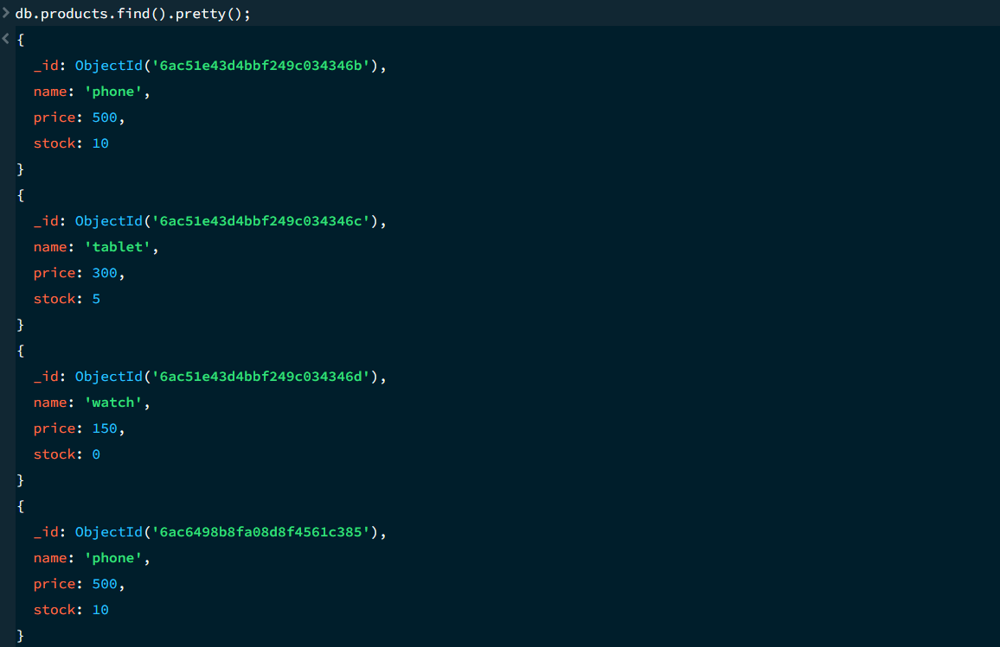 db.products.find().pretty();
{
_id: ObjectId('6ac51e43d4bbf249c034346b'),
name: 'phone',
price: 500,
stock: 10
}
{
_id: ObjectId('6ac51e43d4bbf249c034346c'),
name: 'tablet',
price: 300,
stock: 5
}
{
_id: ObjectId('6ac51e43d4bbf249c034346d'),
name: 'watch',
price: 150,
stock: 0
}
{
_id: ObjectId('6ac6498b8fa08d8f4561c385'),
name: 'phone',
price: 500,
stock: 10
}